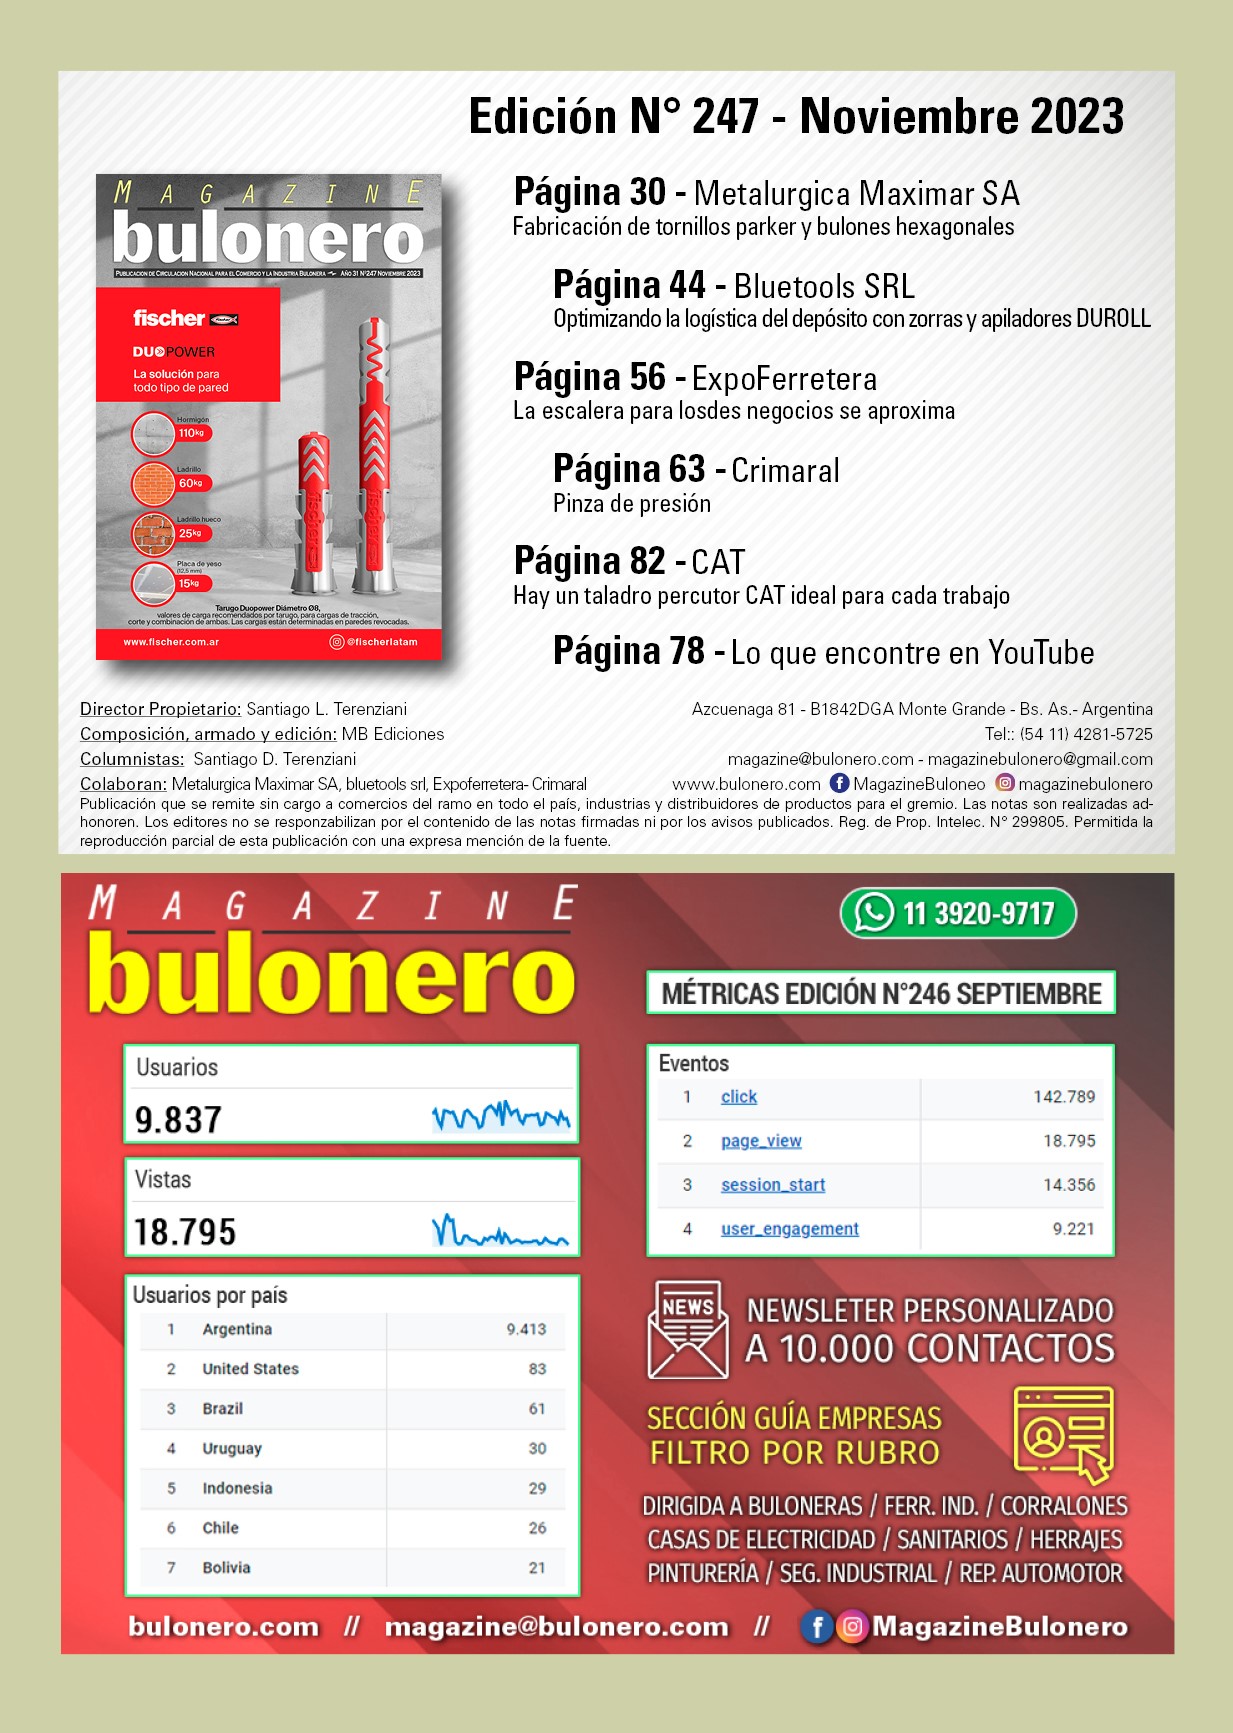 Edición N° 247 - Noviembre 2023
MAGAZINE
bulonero
PUBLICACION DE CIRCULACION NACIONAL PARA EL COMERCIO Y LA INDUSTRIA BULONERA AÑO 31 N°247 NOVIEMBRE 2023
fischer
DUOPOWER
La solución para
todo tipo de pared
Hormigón
110kg
Ladrillo
60kg
Ladrillo hueco
25kg
Placa de yeso
(12,5 mm)
15kg
Tarugo Duopower Diámetro Ø8,
valores de carga recomendados por tarugo, para cargas de tracción,
corte y combinación de ambas. Las cargas están determinadas en paredes revocadas.
www.fischer.com.ar @fischerlatam
Página 30 - Metalurgica Maximar SA
Fabricación de tornillos parker y bulones hexagonales
Página 44 - Bluetools SRL
Optimizando la logística del depósito con zorras y apiladores DUROLL
Página 56 - ExpoFerretera
La escalera para losdes negocios se aproxima
Página 63 - Crimaral
Pinza de presión
Página 82 - CAT
Hay un taladro percutor CAT ideal para cada trabajo
Página 78 - Lo que encontre en YouTube
Director Propietario: Santiago L. Terenziani
Composición, armado y edición: MB Ediciones
Columnistas: Santiago D. Terenziani
Colaboran: Metalurgica Maximar SA, bluetools srl, Expoferretera- Crimaral
Azcuenaga 81 - B1842DGA Monte Grande - Bs. As.- Argentina
Tel:: (54 11) 4281-5725
magazine@bulonero.com - magazinebulonero@gmail.com
www.bulonero.com MagazineBuloneo magazinebulonero
Publicación que se remite sin cargo a comercios del ramo en todo el país, industrias y distribuidores de productos para el gremio. Las notas son realizadas ad-
honoren. Los editores no se responzabilizan por el contenido de las notas firmadas ni por los avisos publicados. Reg. de Prop. Intelec. N° 299805. Permitida la
reproducción parcial de esta publicación con una expresa mención de la fuente.
MAGAZINE
bulonero
11 3920-9717
MÉTRICAS EDICIÓN N°246 SEPTIEMBRE
Usuarios
9.837
Vistas
18.795
Usuarios por país
1 Argentina 9.413
2 United States 83
3 Brazil 61
4 Uruguay 30
5 Indonesia 29
6 Chile 26
7 Bolivia 21
Eventos
1 click 142.789
2 page_view 18.795
3 session_start 14.356
4 user_engagement 9.221
NEWS
NEWSLETER PERSONALIZADO
A 10.000 CONTACTOS
SECCIÓN GUÍA EMPRESAS
FILTRO POR RUBRO
DIRIGIDA A BULONERAS / FERR. IND. / CORRALONES
CASAS DE ELECTRICIDAD / SANITARIOS / HERRAJES
PINTURERÍA / SEG. INDUSTRIAL / REP. AUTOMOTOR
bulonero.com // magazine@bulonero.com // MagazineBulonero